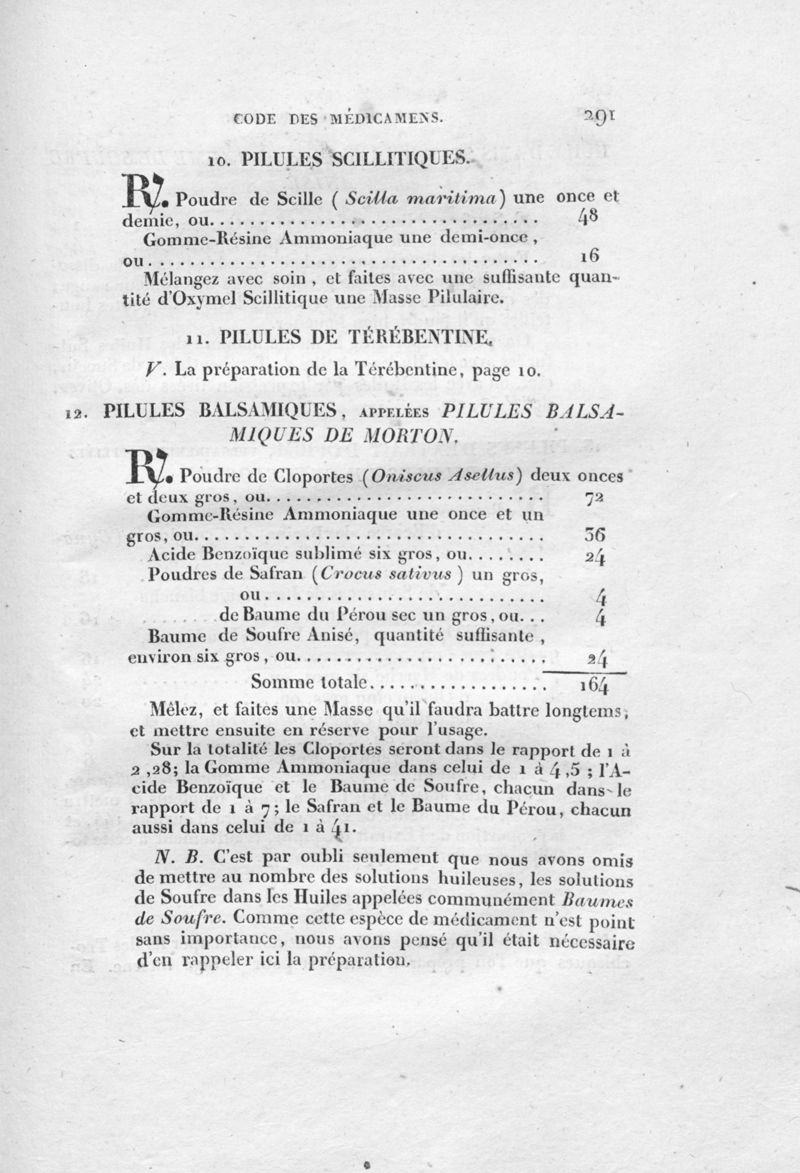 CODE DES MÉDICAMENS. 291
10. PILULES SCILLITIQUES.
℞. Poudre de Scille ( Scilla maritima) une once et
demie, ou................................ 48
Gomme-Résine Ammoniaque une demi-once,
ou...................................... 16
Mélangez avec soin, et faites avec une suffisante quan-
tité d'Oxymel Scillitique une Masse Pilulaire.
11. PILULES DE TÉRÉBENTINE.
V. La préparation de la Térébentine, page 10.
12. PILULES BALSAMIQUES, APPELÉES PILULES BALSA-
MIQUES DE MORTON.
℞. Poudre de Cloportes (Oniscus Asellus) deux onces
et deux gros, ou............................ 72
Gomme-Résine Ammoniaque une once et un
gros, ou................................... 36
Acide Benzoïque sublimé six gros, ou........ 24
Poudres de Safran (Crocus sativus ) un gros,
ou............................ 4
de Baume du Pérou sec un gros, ou... 4
Baume de Soufre Anisé, quantité suffisante,
environ six gros, ou......................... 24
Somme totale.................. 164
Mêlez, et faites une Masse qu'il faudra battre longtems,
et mettre ensuite en réserve pour l'usage.
Sur la totalité les Cloportes seront dans le rapport de 1 à
2,28; la Gomme Ammoniaque dans celui de 1 à 4,5 ; l'A-
cide Benzoïque et le Baume de Soufre, chacun dans le
rapport de 1 à 7; le Safran et le Baume du Pérou, chacun
aussi dans celui de 1 à 41.
N. B. C'est par oubli seulement que nous avons omis
de mettre au nombre des solutions huileuses, les solutions
de Soufre dans les Huiles appelées communément Baumes
de Soufre. Comme cette espèce de médicament n'est point
sans importance, nous avons pensé qu'il était nécessaire
d'en rappeler ici la préparation.